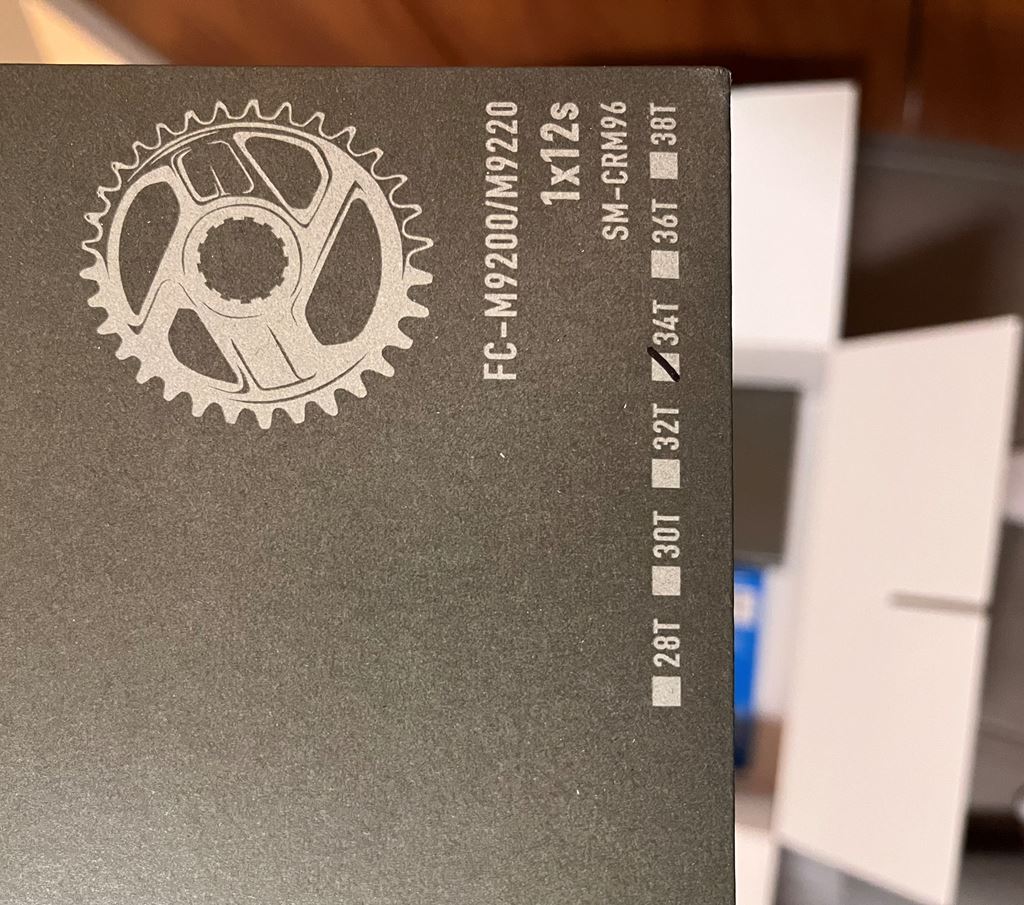 FC-M9200/M9220
1x12s
SM-CRM96
28T 30T 32T 34T 36T 38T